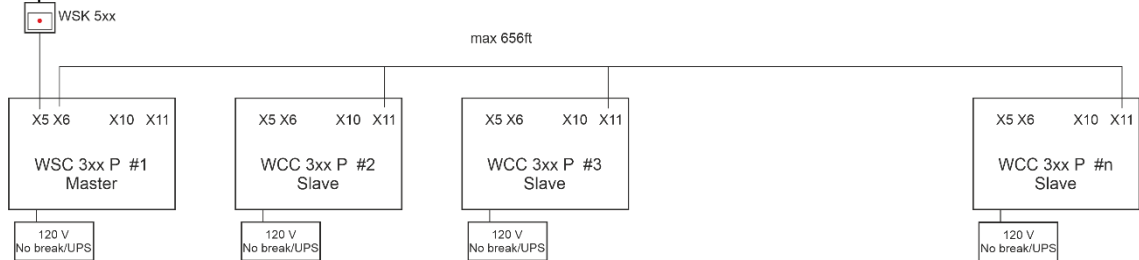 WSK 5xx
max 656ft
X5 X6 X10 X11
WSC 3xx P #1
Master
120 V
No break/UPS
X5 X6 X10 X11
WCC 3xx P #2
Slave
120 V
No break/UPS
X5 X6 X10 X11
WCC 3xx P #3
Slave
120 V
No break/UPS
X5 X6 X10 X11
WCC 3xx P #n
Slave
120 V
No break/UPS